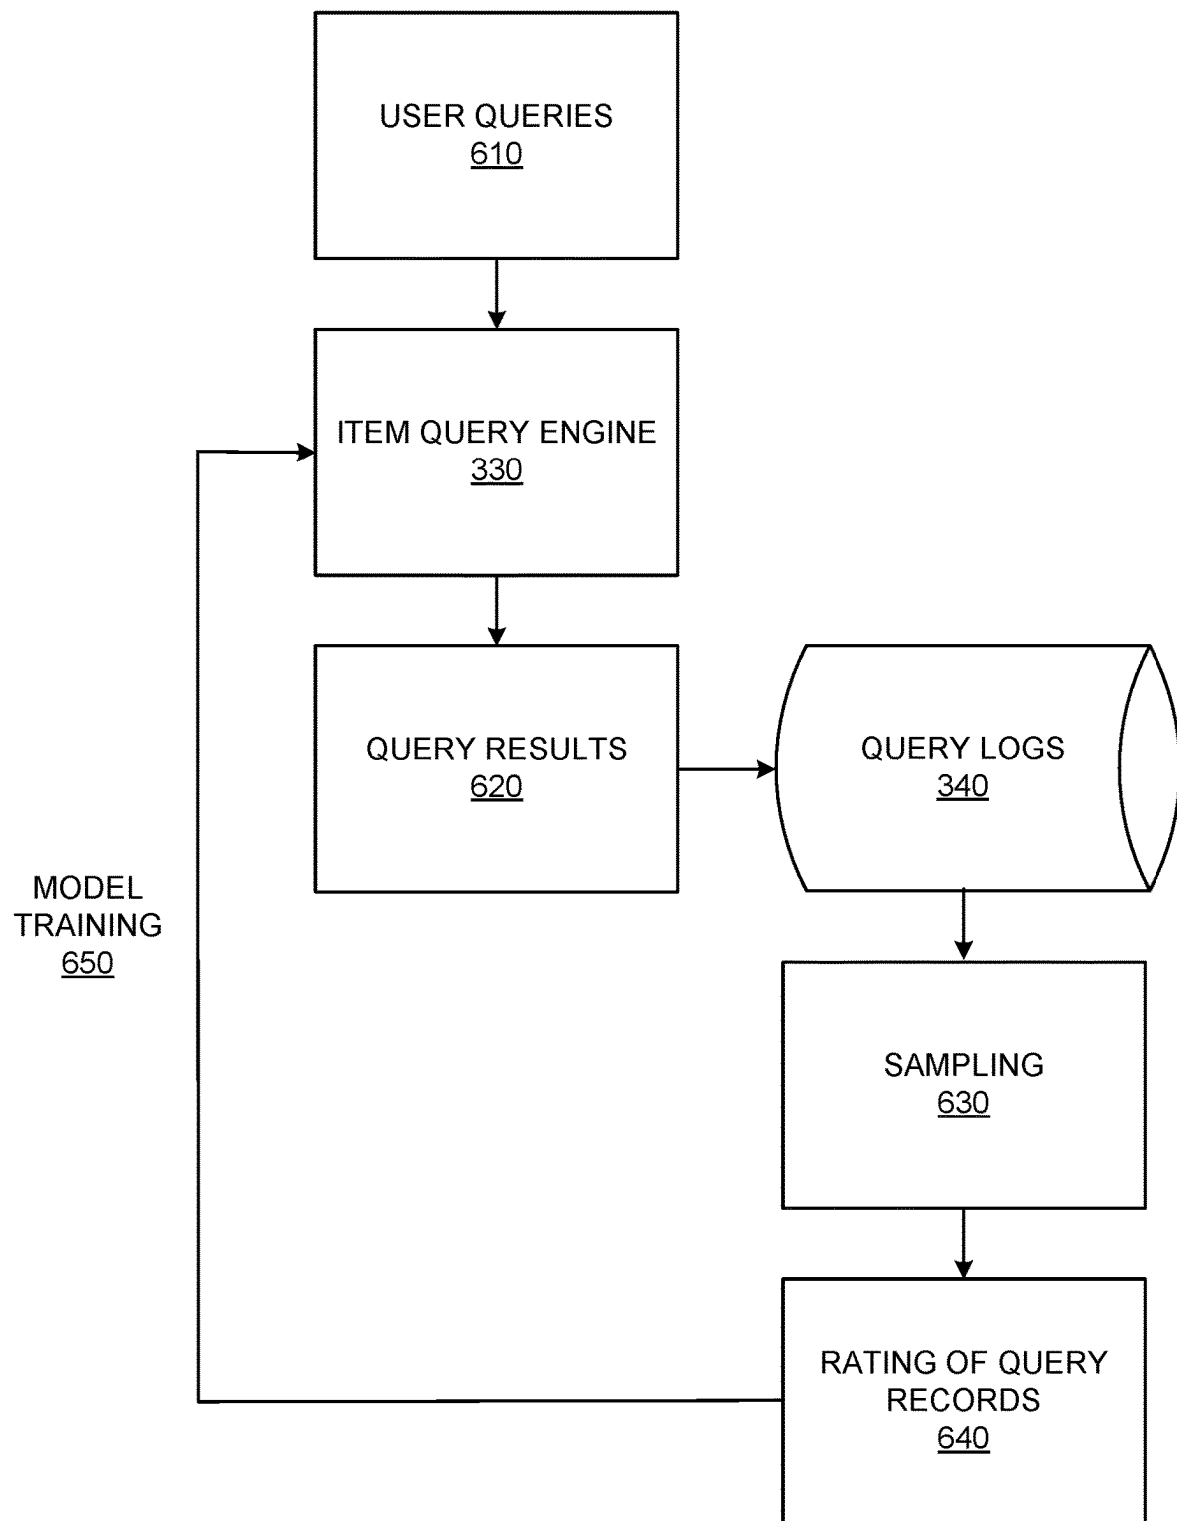 USER QUERIES
610
ITEM QUERY ENGINE
330
QUERY RESULTS
620
QUERY LOGS
340
MODEL
TRAINING
650
SAMPLING
630
RATING OF QUERY
RECORDS
640